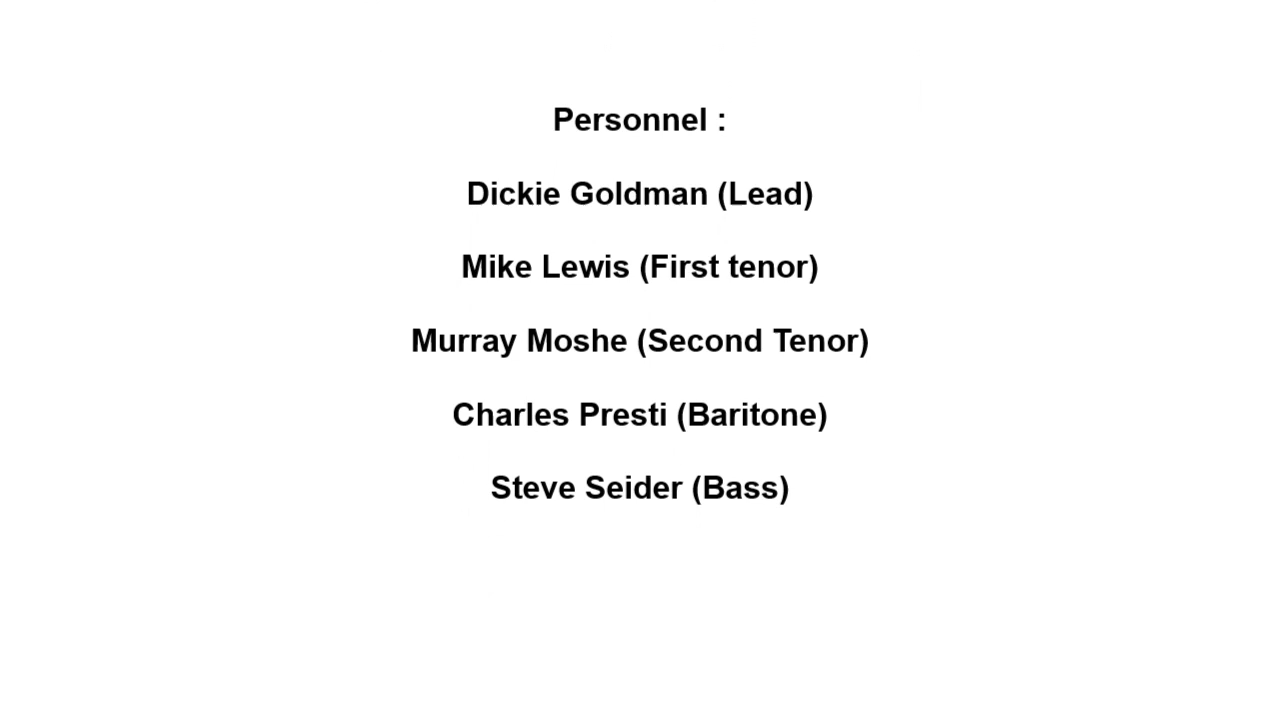 Personnel :
Dickie Goldman (Lead)
Mike Lewis (First tenor)
Murray Moshe (Second Tenor)
Charles Presti (Baritone)
Steve Seider (Bass)